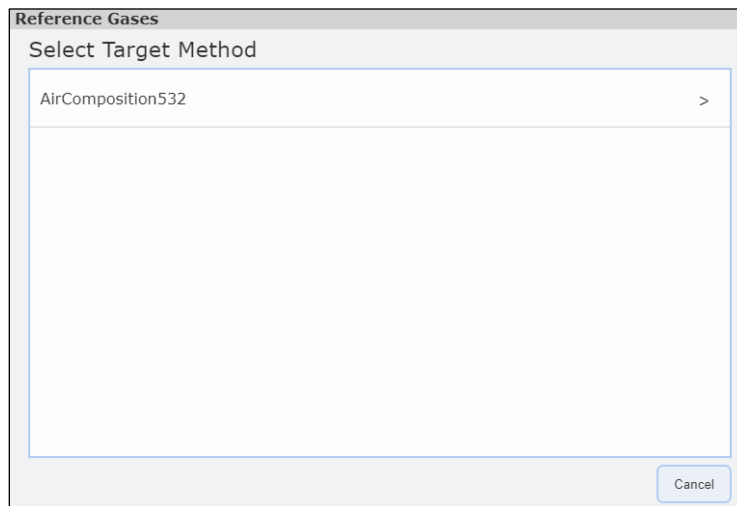 Reference Gases
Select Target Method
AirComposition532 >
Cancel